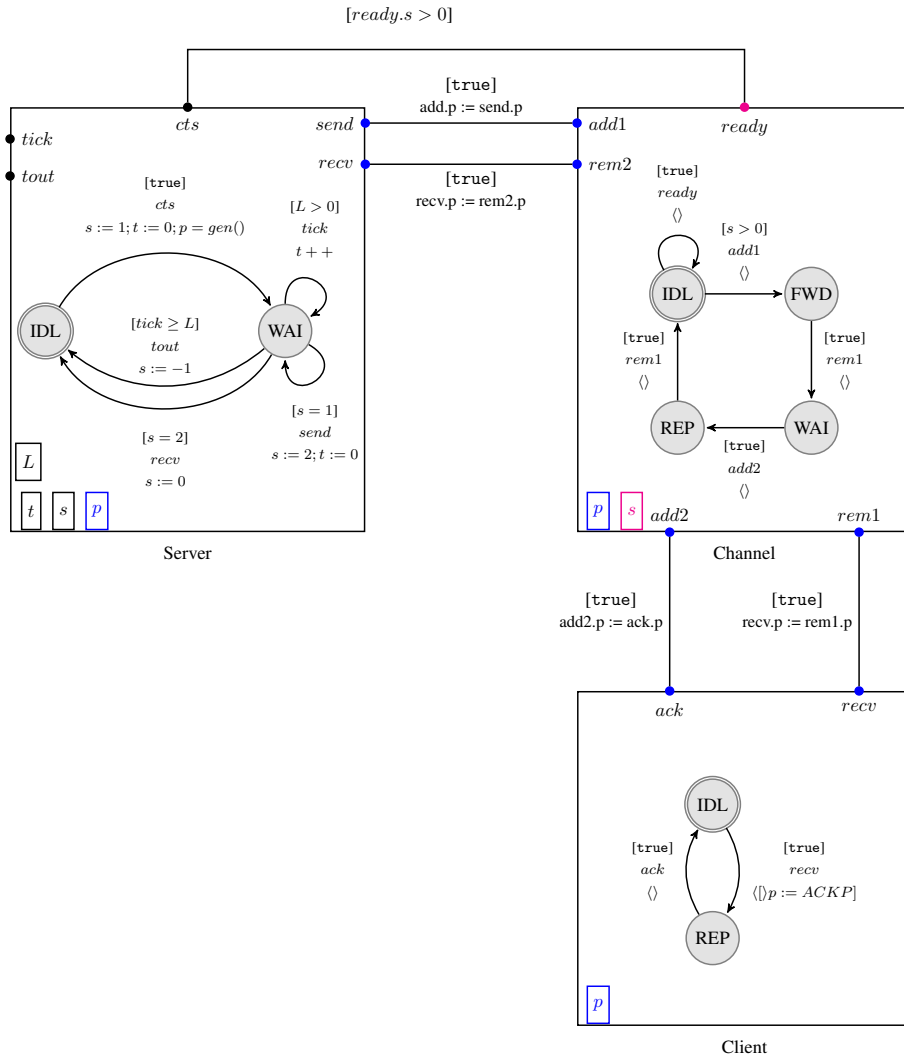 [ready.s > 0]
[true]
add.p := send.p
cts
send
add1
ready
tick
recv
rem2
tout
[true]
recv.p := rem2.p
[true]
cts
s := 1; t := 0; p = gen()
[L > 0]
tick
t + +
[true]
ready
⟨⟩
[s > 0]
add1
⟨⟩
IDL
FWD
IDL
WAI
[tick ≥ L]
tout
s := −1
[true]
rem1
⟨⟩
[true]
rem1
⟨⟩
REP
WAI
[s = 1]
send
s := 2; t := 0
[s = 2]
recv
s := 0
[true]
add2
⟨⟩
L
t
s
p
p
s
add2
rem1
Server
Channel
[true]
add2.p := ack.p
[true]
recv.p := rem1.p
ack
recv
IDL
[true]
ack
⟨⟩
[true]
recv
⟨[⟩p := ACKP]
REP
p
Client